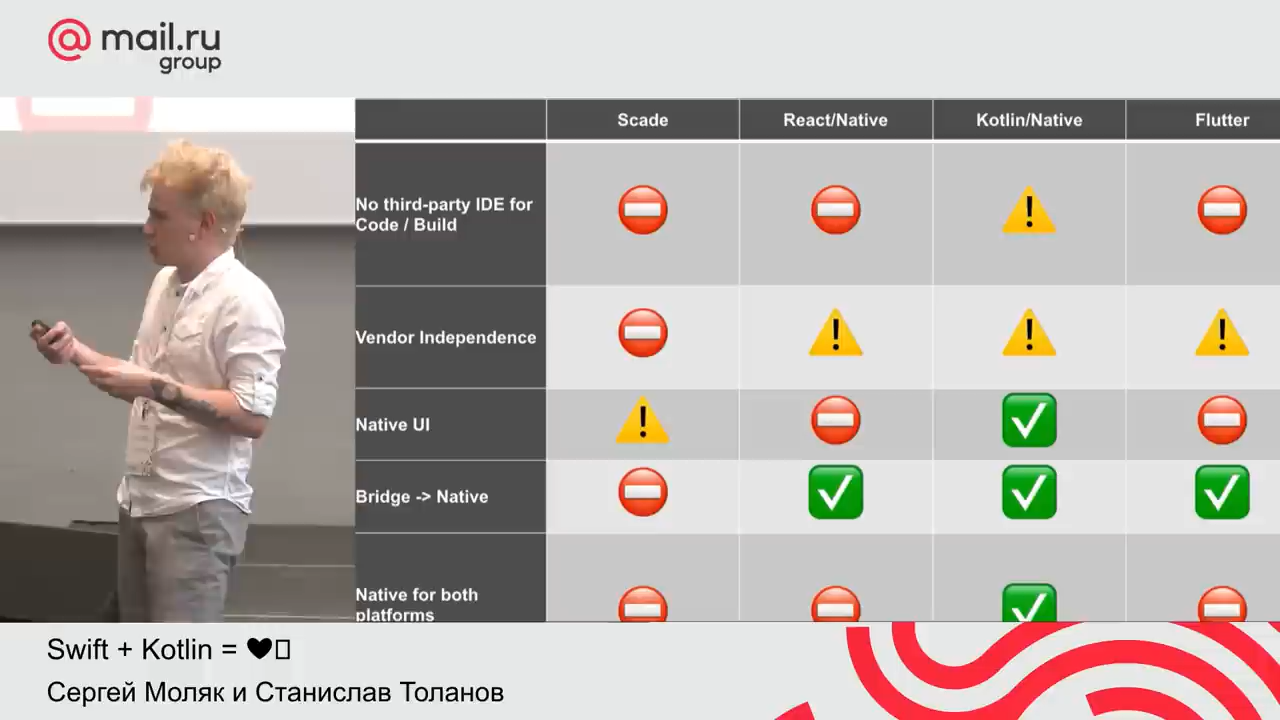 @mail.ru
group
Scade React/Native Kotlin/Native Flutter
No third-party IDE for
Code / Build
Vendor Independence
Native UI
Bridge -> Native
Native for both
platforms
Swift + Kotlin = ♥
Сергей Моляк и Станислав Толанов